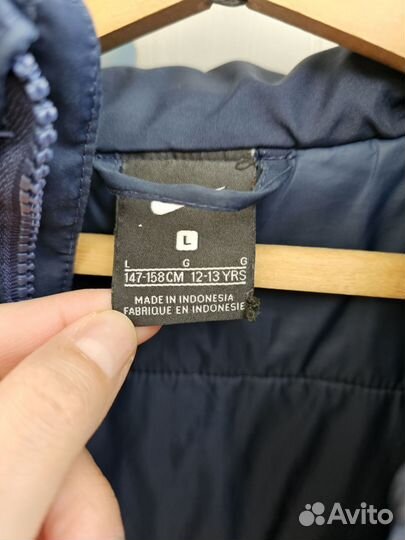 L
L G G
147-158CM 12-13 YRS
MADE IN INDONESIA
FABRIQUE EN INDONESIE
Avito